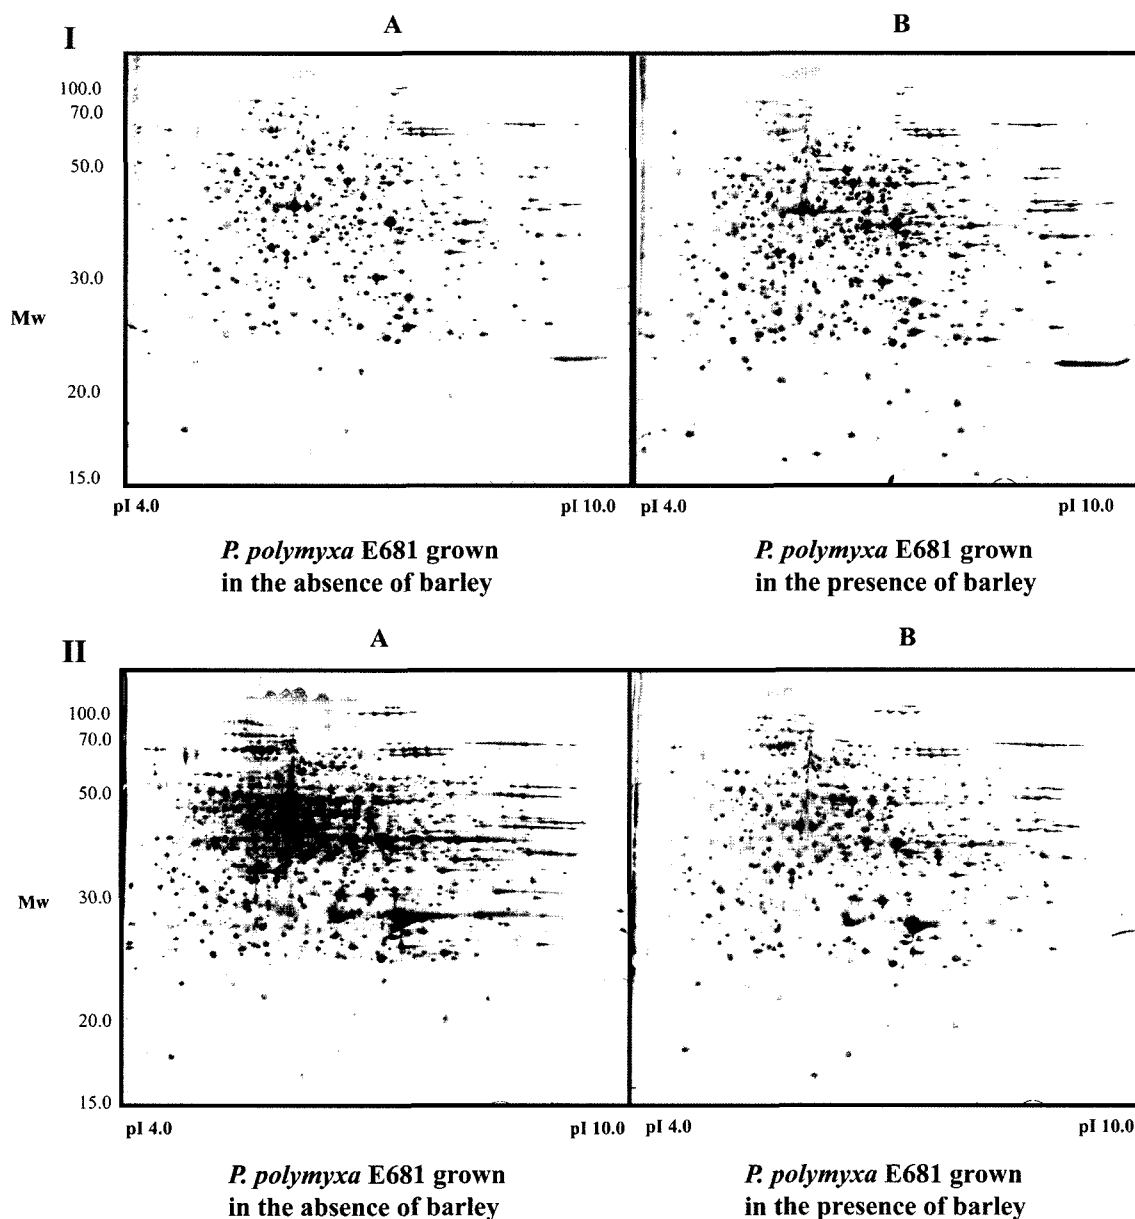 I
A
B
100.0
70.0
50.0
30.0
Mw
20.0
15.0
pI 4.0
pI 10.0
pI 4.0
pI 10.0
P. polymyxa E681 grown
in the absence of barley
P. polymyxa E681 grown
in the presence of barley
II
A
B
100.0
70.0
50.0
30.0
Mw
20.0
15.0
pI 4.0
pI 10.0
pI 4.0
pI 10.0
P. polymyxa E681 grown
in the absence of barley
P. polymyxa E681 grown
in the presence of barley